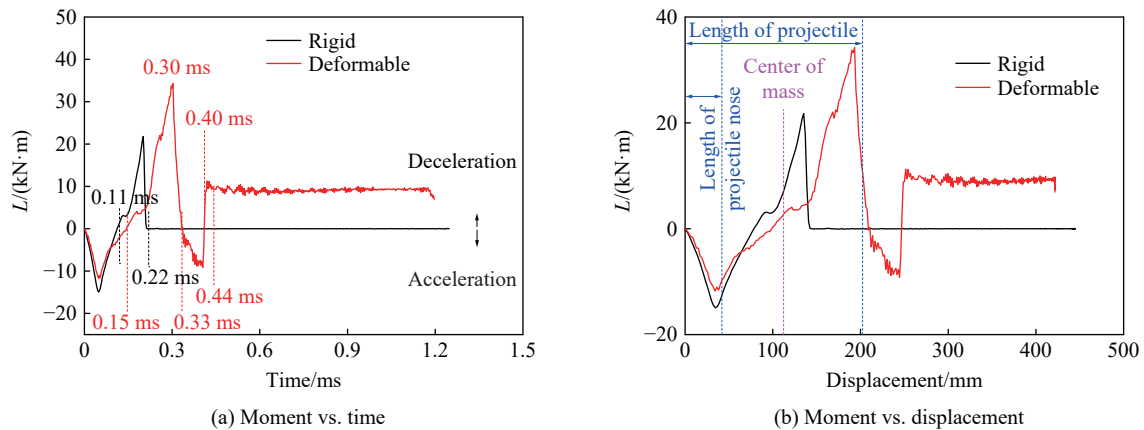 50
40
30
20
10
0
−10
−20
L/(kN·m)
Rigid
Deformable
0.30 ms
0.40 ms
0.11 ms
0.22 ms
0.15 ms
0.33 ms
0.44 ms
Deceleration
Acceleration
0
0.3
0.6
0.9
1.2
1.5
Time/ms
(a) Moment vs. time
40
30
20
10
0
−10
−20
L/(kN·m)
Length of projectile
Center of
mass
Length of
projectile nose
Rigid
Deformable
0
100
200
300
400
500
Displacement/mm
(b) Moment vs. displacement